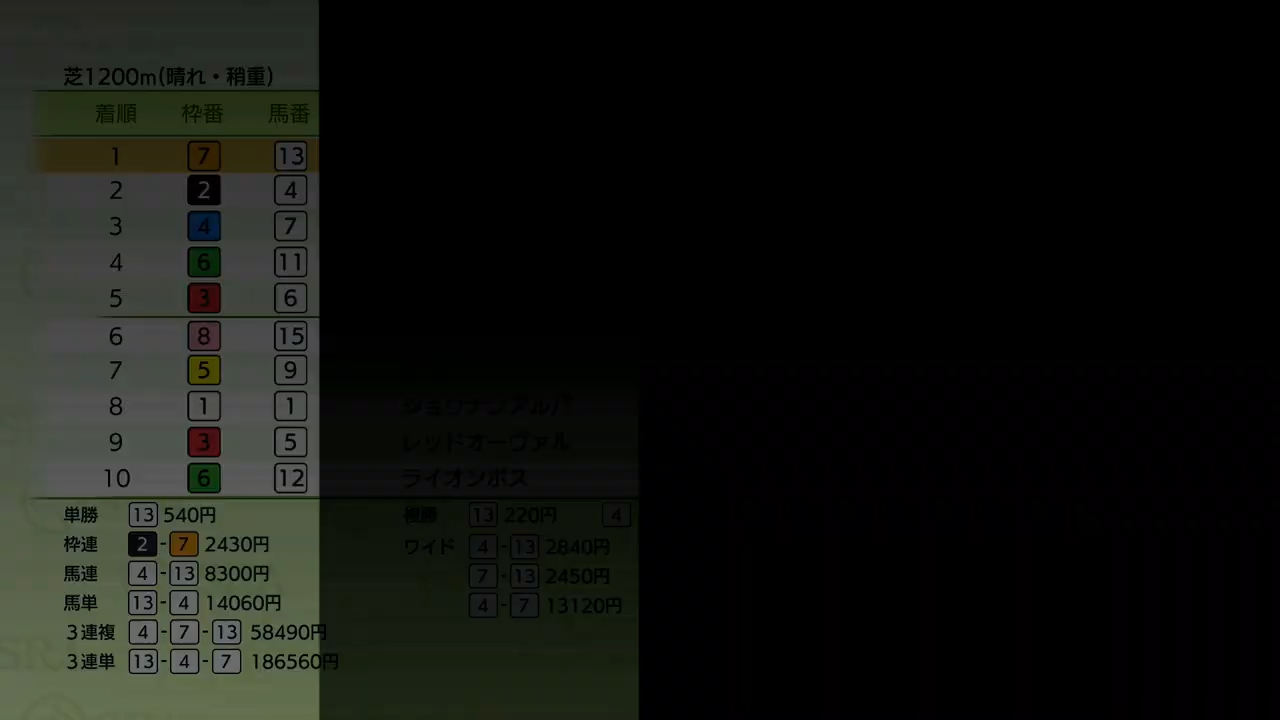 芝1200m(晴れ・稍重)
着順 枠番 馬番
1 7 13
2 2 4
3 4 7
4 6 11
5 3 6
6 8 15
7 5 9
8 1 1 ショウナンアルバ
9 3 5 レッドオーヴァル
10 6 12 ライオンボス
単勝 13 540円 複勝 13 220円 4
枠連 2-7 2430円 ワイド 4-13 2840円
馬連 4-13 8300円 7-13 2450円
馬単 13-4 14060円 4-7 13120円
3連複 4-7-13 58490円
3連単 13-4-7 186560円